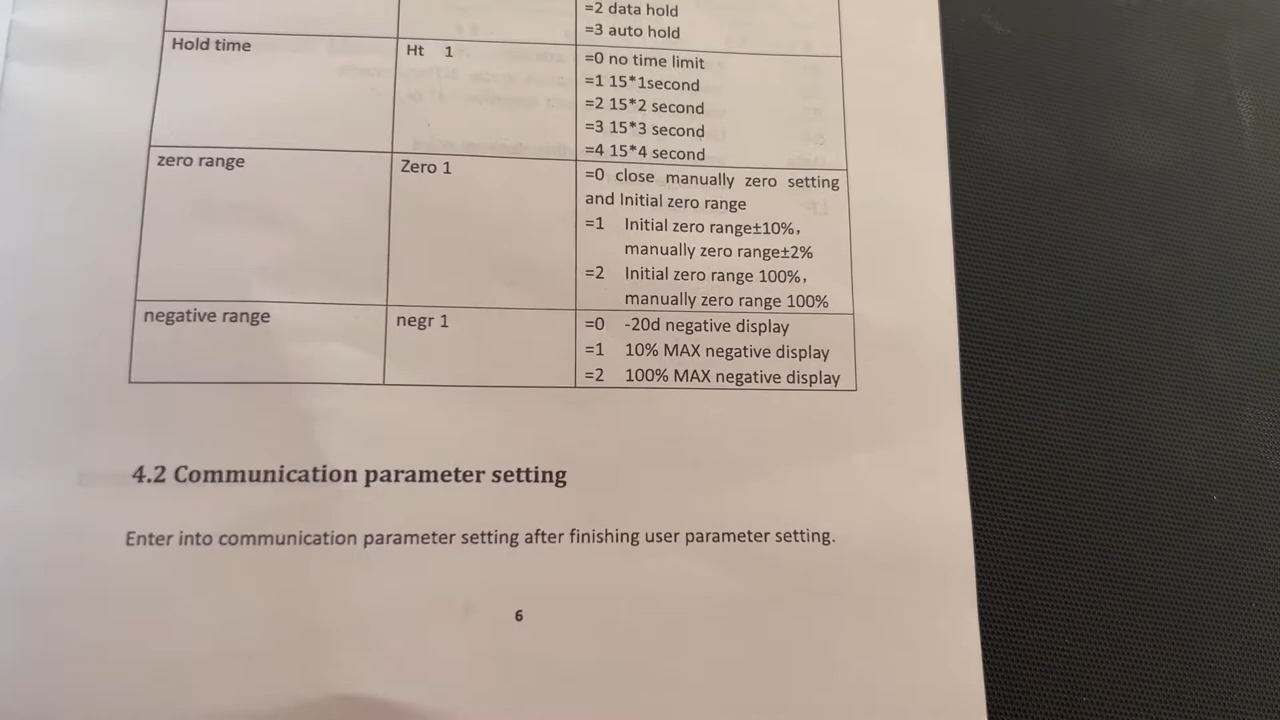 =2 data hold
=3 auto hold
Hold time
Ht 1
=0 no time limit
=1 15*1second
=2 15*2 second
=3 15*3 second
=4 15*4 second
zero range
Zero 1
=0 close manually zero setting
and Initial zero range
=1 Initial zero range±10%,
manually zero range±2%
=2 Initial zero range 100%,
manually zero range 100%
negative range
negr 1
=0 -20d negative display
=1 10% MAX negative display
=2 100% MAX negative display
4.2 Communication parameter setting
Enter into communication parameter setting after finishing user parameter setting.
6